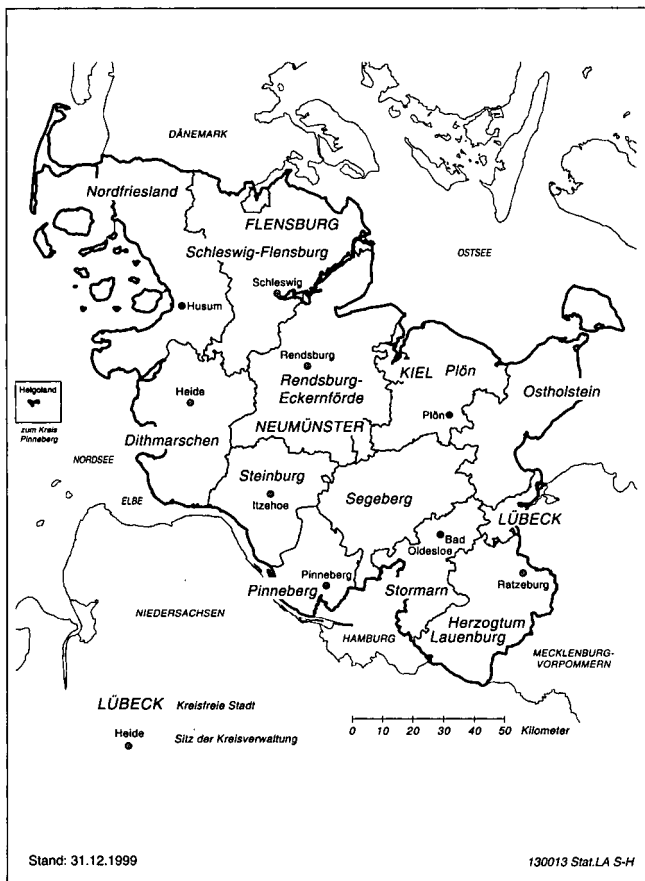 DÄNEMARK
Nordfriesland
FLENSBURG
Schleswig-Flensburg
OSTSEE
Schleswig
Husum
Rendsburg
KIEL
Plön
Rendsburg-
Eckernförde
Helgoland
Heide
Ostholstein
Plön
zum Kreis
Pinneberg
Dithmarschen
NEUMÜNSTER
NORDSEE
Steinburg
ELBE
Itzehoe
Segeberg
LÜBECK
Bad
Oldesloe
Pinneberg
Ratzeburg
Pinneberg
Stormarn
NIEDERSACHSEN
Herzogtum
Lauenburg
HAMBURG
MECKLENBURG-
VORPOMMERN
LÜBECK Kreisfreie Stadt
Heide Sitz der Kreisverwaltung
0 10 20 30 40 50 Kilometer
Stand: 31.12.1999
130013 Stat.LA S-H